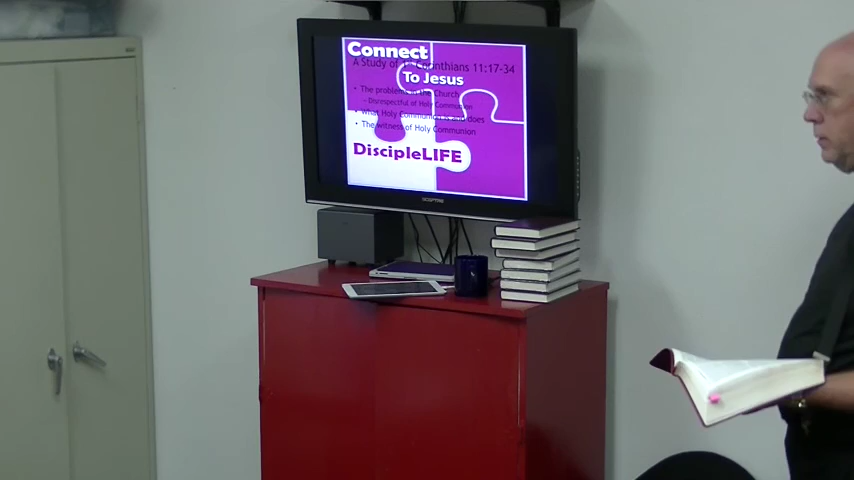 Connect
A Study of 1 Corinthians 11:17-34
To Jesus
• The problems in the Church
– Disrespectful of Holy Communion
• What Holy Communion is and does
• The witness of Holy Communion
DiscipleLIFE
SCEPTRE